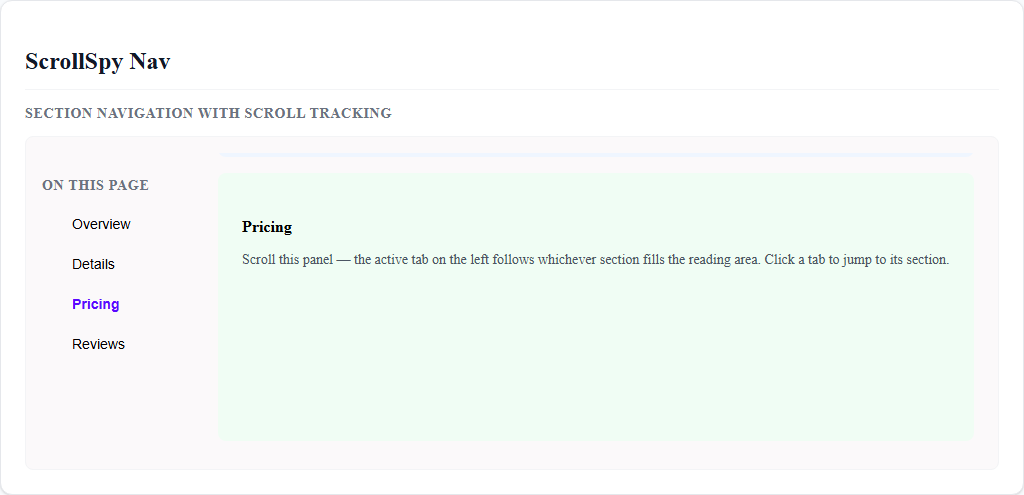 ScrollSpy Nav
SECTION NAVIGATION WITH SCROLL TRACKING
ON THIS PAGE
Overview
Details
Pricing
Reviews
Pricing
Scroll this panel — the active tab on the left follows whichever section fills the reading area. Click a tab to jump to its section.